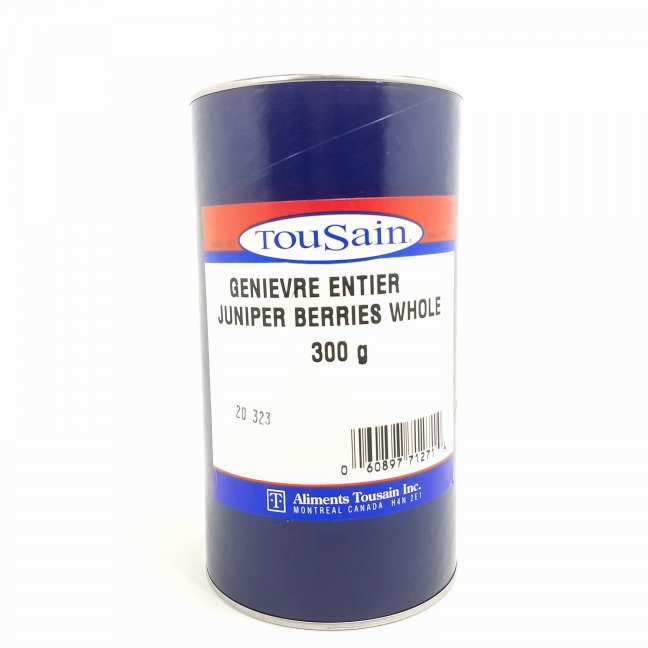 TOUSAIN
GENIEVRE ENTIER
JUNIPER BERRIES WHOLE
300 g
20 323
0 60897 71271 4
T Aliments Tousain Inc.
MONTREAL CANADA H4N 2E1